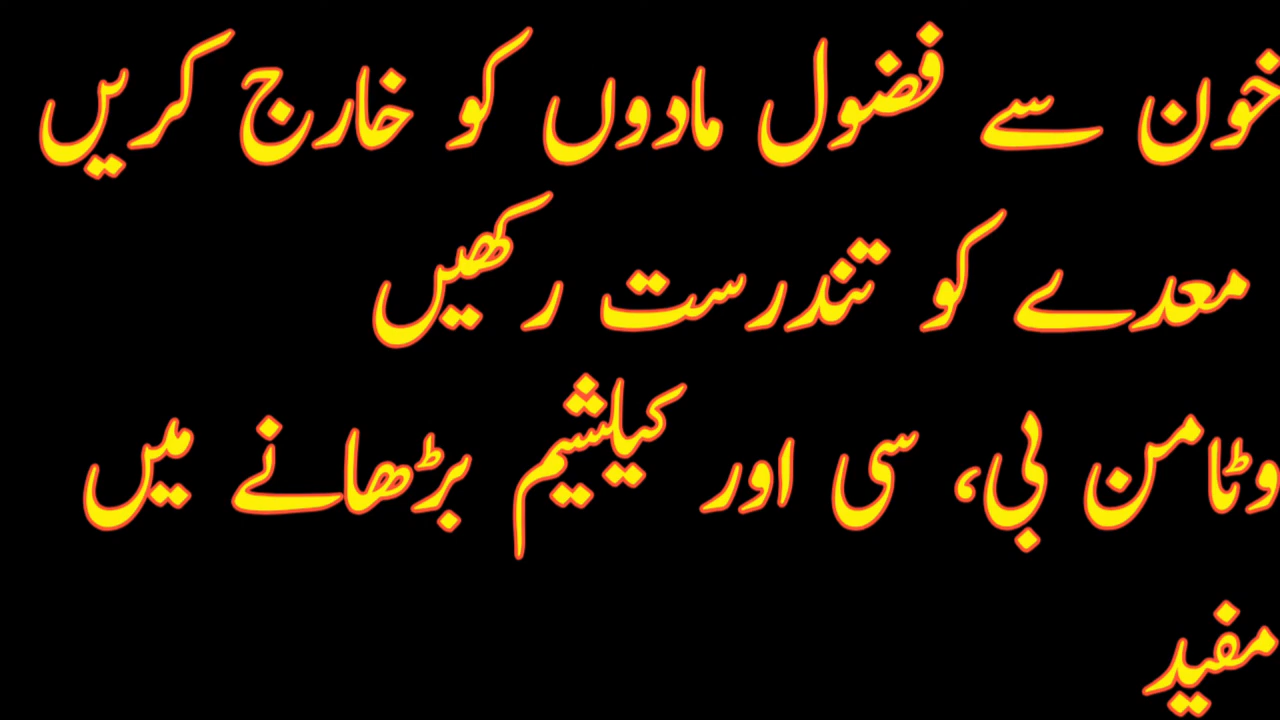 خون سے فضول مادوں کو خارج کریں
معدے کو تندرست رکھیں
وٹامن بی، سی اور کیلشیم بڑھانے میں
مفید